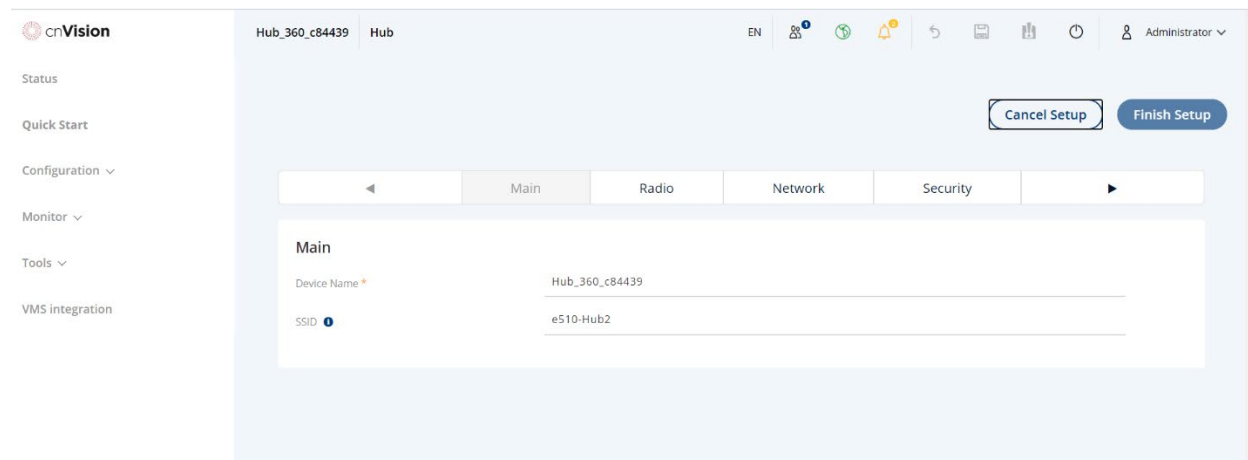 cnVision
Hub_360_c84439 Hub EN 1 Administrator
Status
Quick Start
Cancel Setup Finish Setup
Configuration
Main Radio Network Security
Monitor
Main
Tools
Device Name * Hub_360_c84439
VMS integration
SSID e510-Hub2